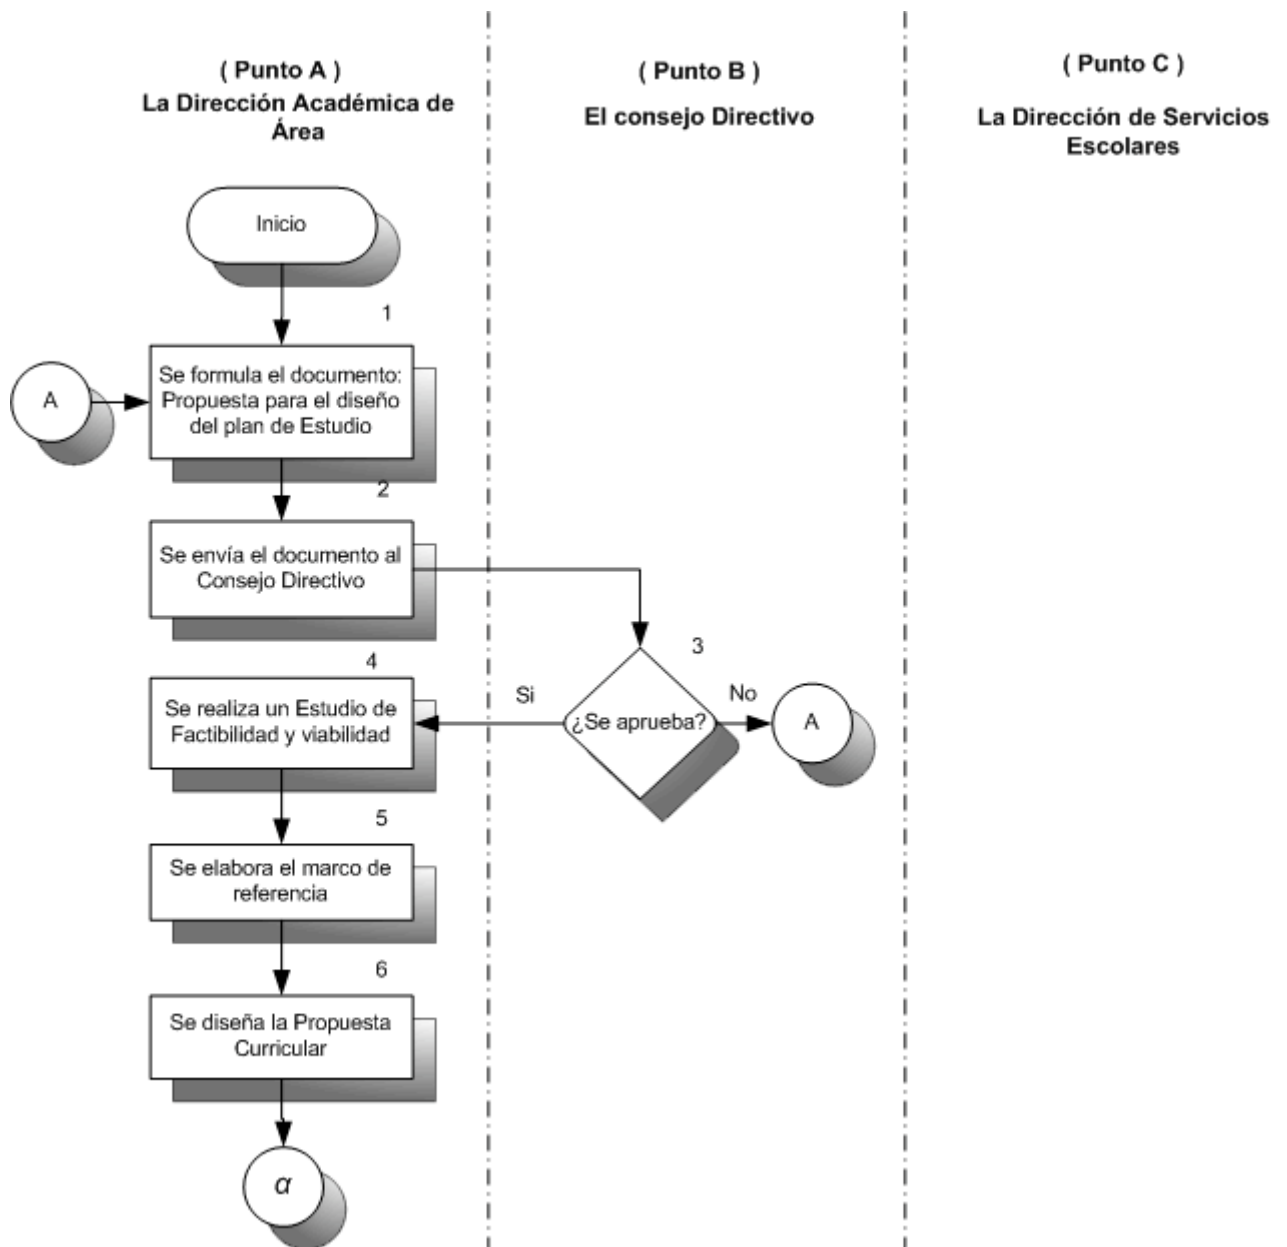 ( Punto A )
La Dirección Académica de
Área
( Punto B )
El consejo Directivo
( Punto C )
La Dirección de Servicios
Escolares
Inicio
1
A
Se formula el documento:
Propuesta para el diseño
del plan de Estudio
2
Se envía el documento al
Consejo Directivo
3
¿Se aprueba?
Si
No
A
4
Se realiza un Estudio de
Factibilidad y viabilidad
5
Se elabora el marco de
referencia
6
Se diseña la Propuesta
Curricular
α